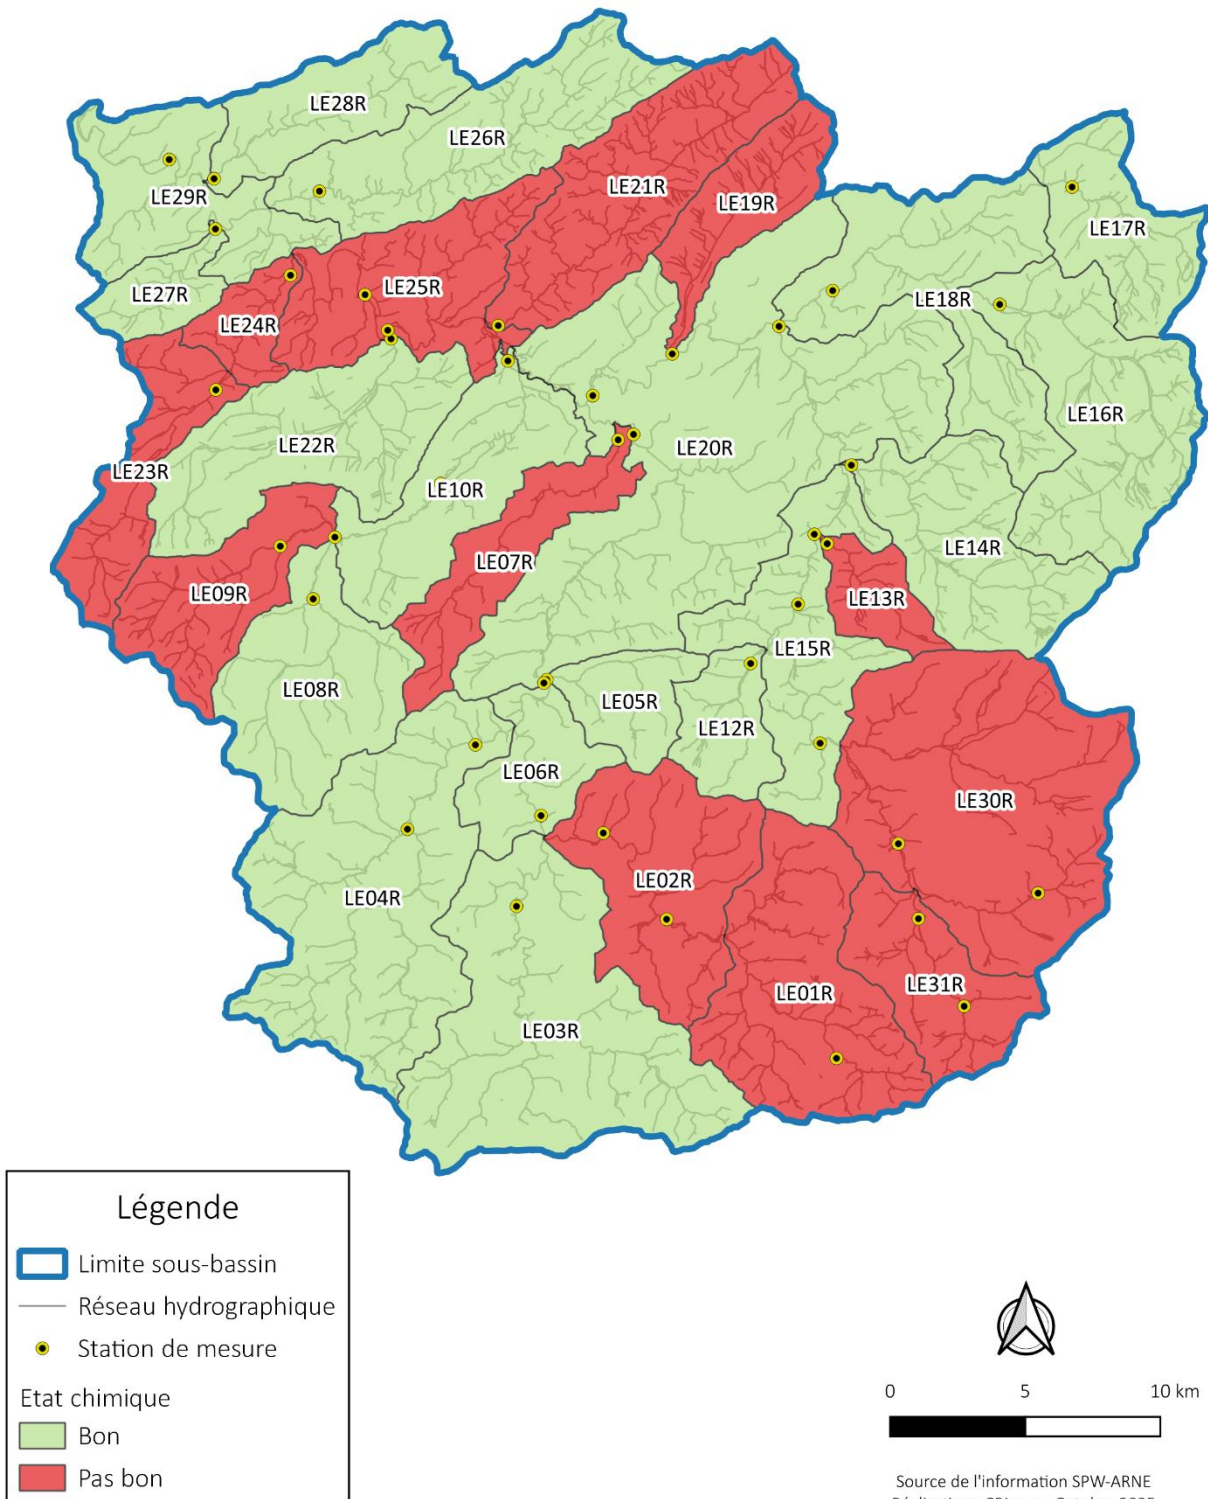 LE28R
LE26R
LE29R
LE21R
LE19R
LE17R
LE27R
LE25R
LE18R
LE24R
LE16R
LE22R
LE20R
LE23R
LE10R
LE14R
LE07R
LE09R
LE13R
LE15R
LE08R
LE05R
LE12R
LE06R
LE30R
LE02R
LE04R
LE31R
LE01R
LE03R
Légende
Limite sous-bassin
Réseau hydrographique
Station de mesure
Etat chimique
Bon
Pas bon
0 5 10 km
Source de l'information SPW-ARNE